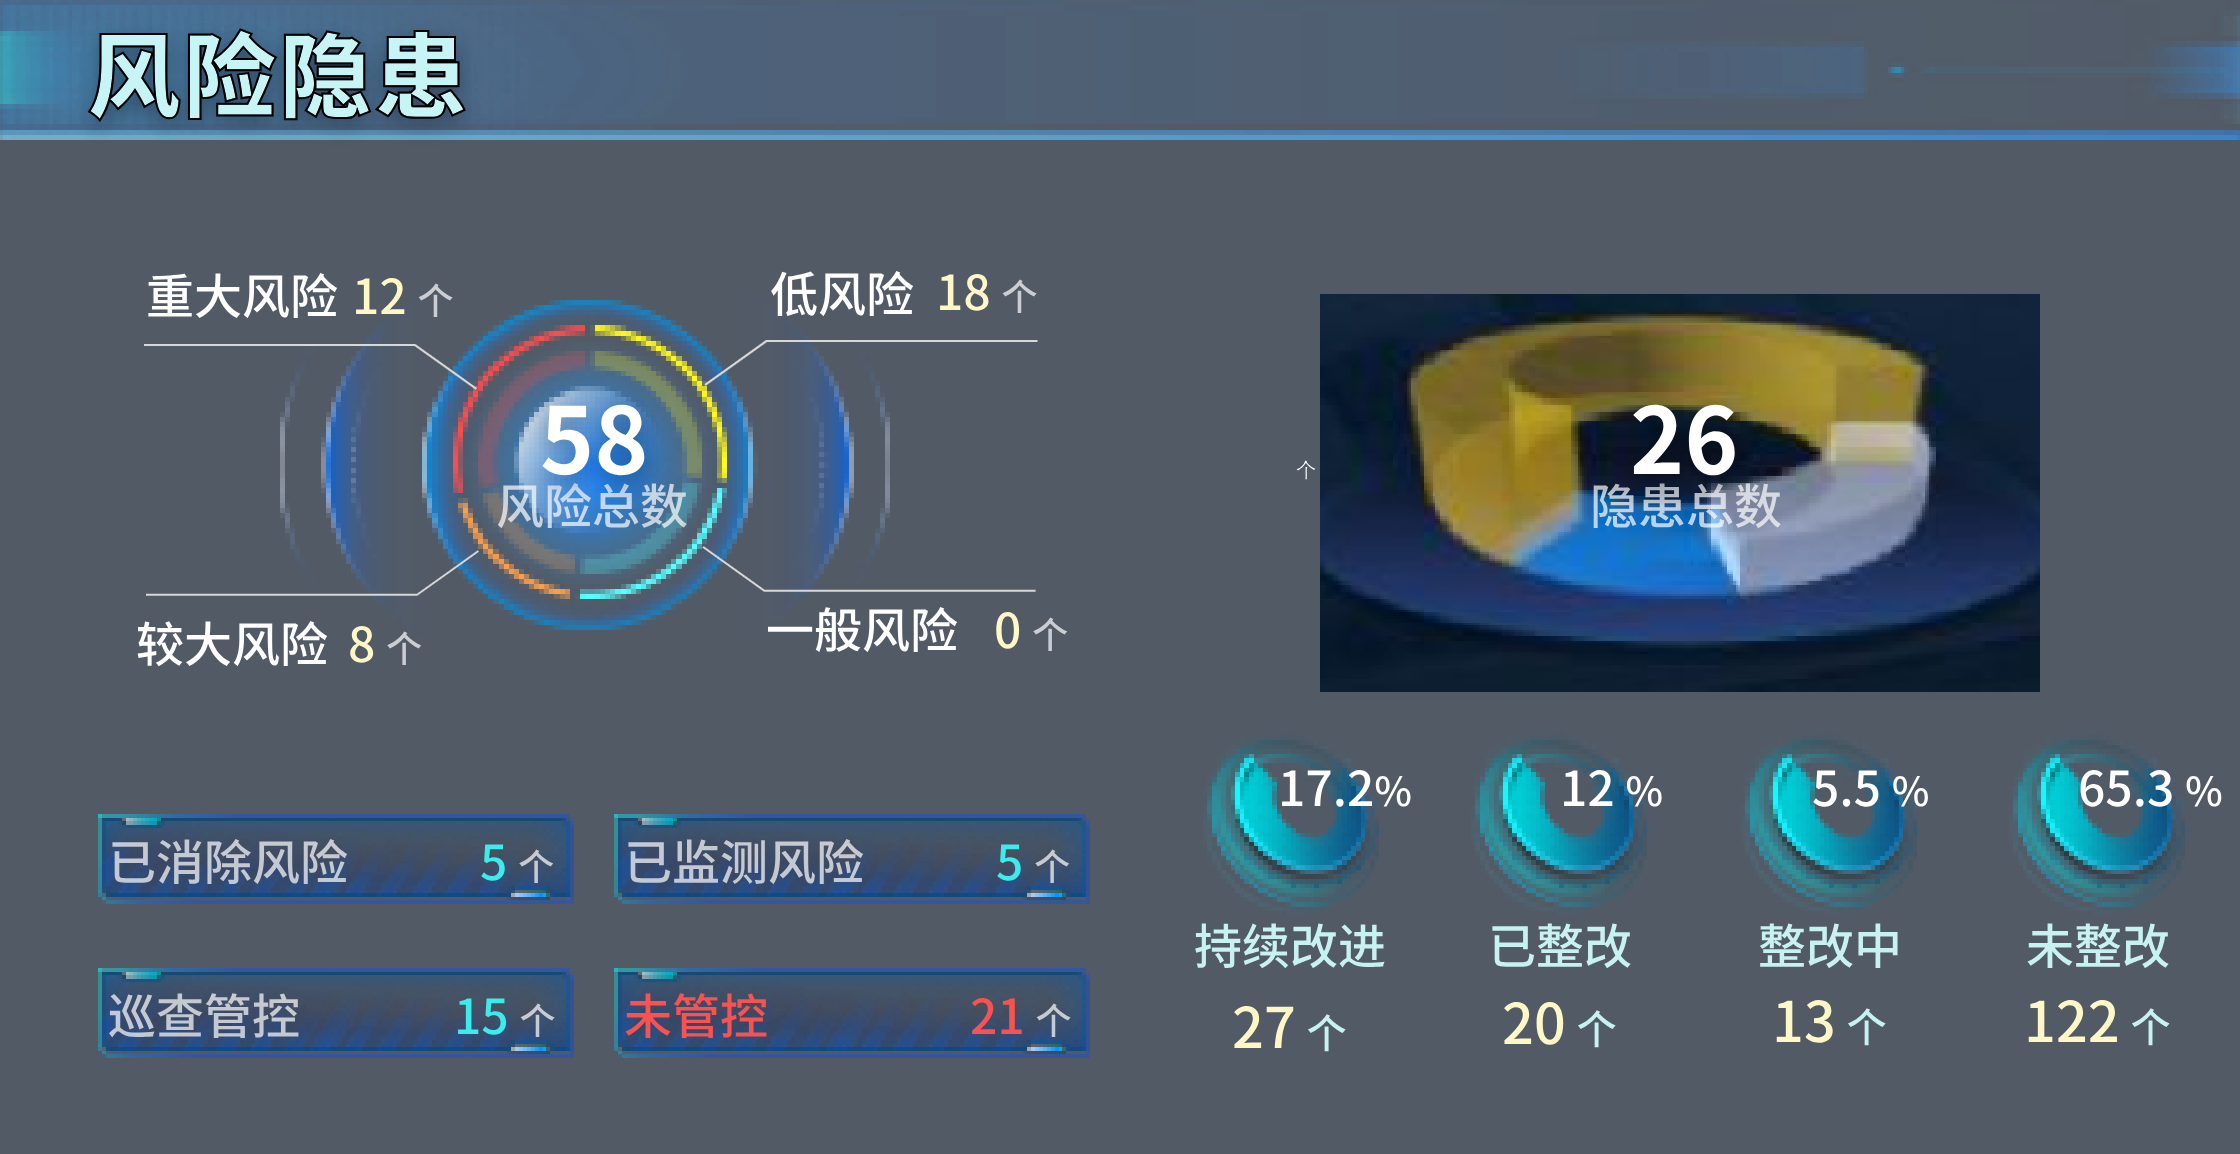 风险隐患
重大风险 12 个
低风险 18 个
58
风险总数
较大风险 8 个
一般风险 0 个
个
26
隐患总数
已消除风险 5 个
已监测风险 5 个
巡查管控 15 个
未管控 21 个
17.2%
12 %
5.5 %
65.3 %
持续改进
已整改
整改中
未整改
27 个
20 个
13 个
122 个